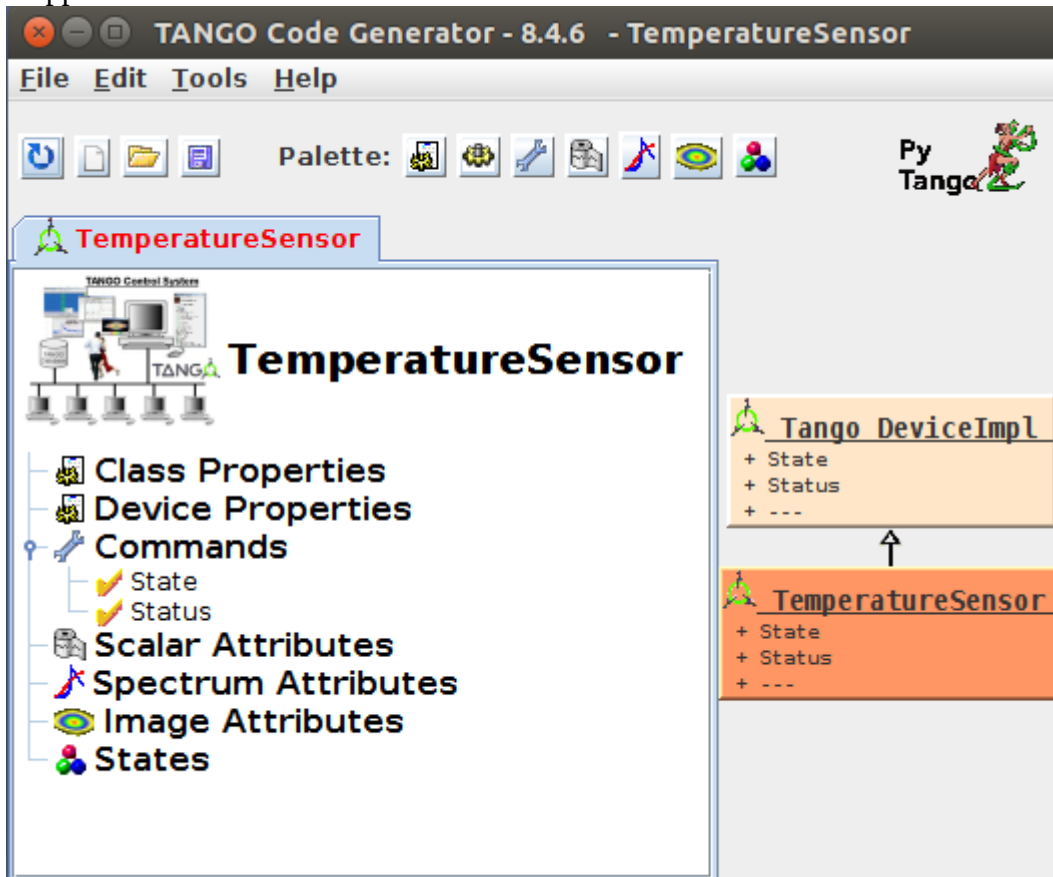 TANGO Code Generator - 8.4.6 - TemperatureSensor
File Edit Tools Help
Palette:
Py
Tango
TemperatureSensor
TANGO Control System
TANGO
TemperatureSensor
Class Properties
Device Properties
Commands
State
Status
Scalar Attributes
Spectrum Attributes
Image Attributes
States
Tango DeviceImpl
+ State
+ Status
+ ---
TemperatureSensor
+ State
+ Status
+ ---